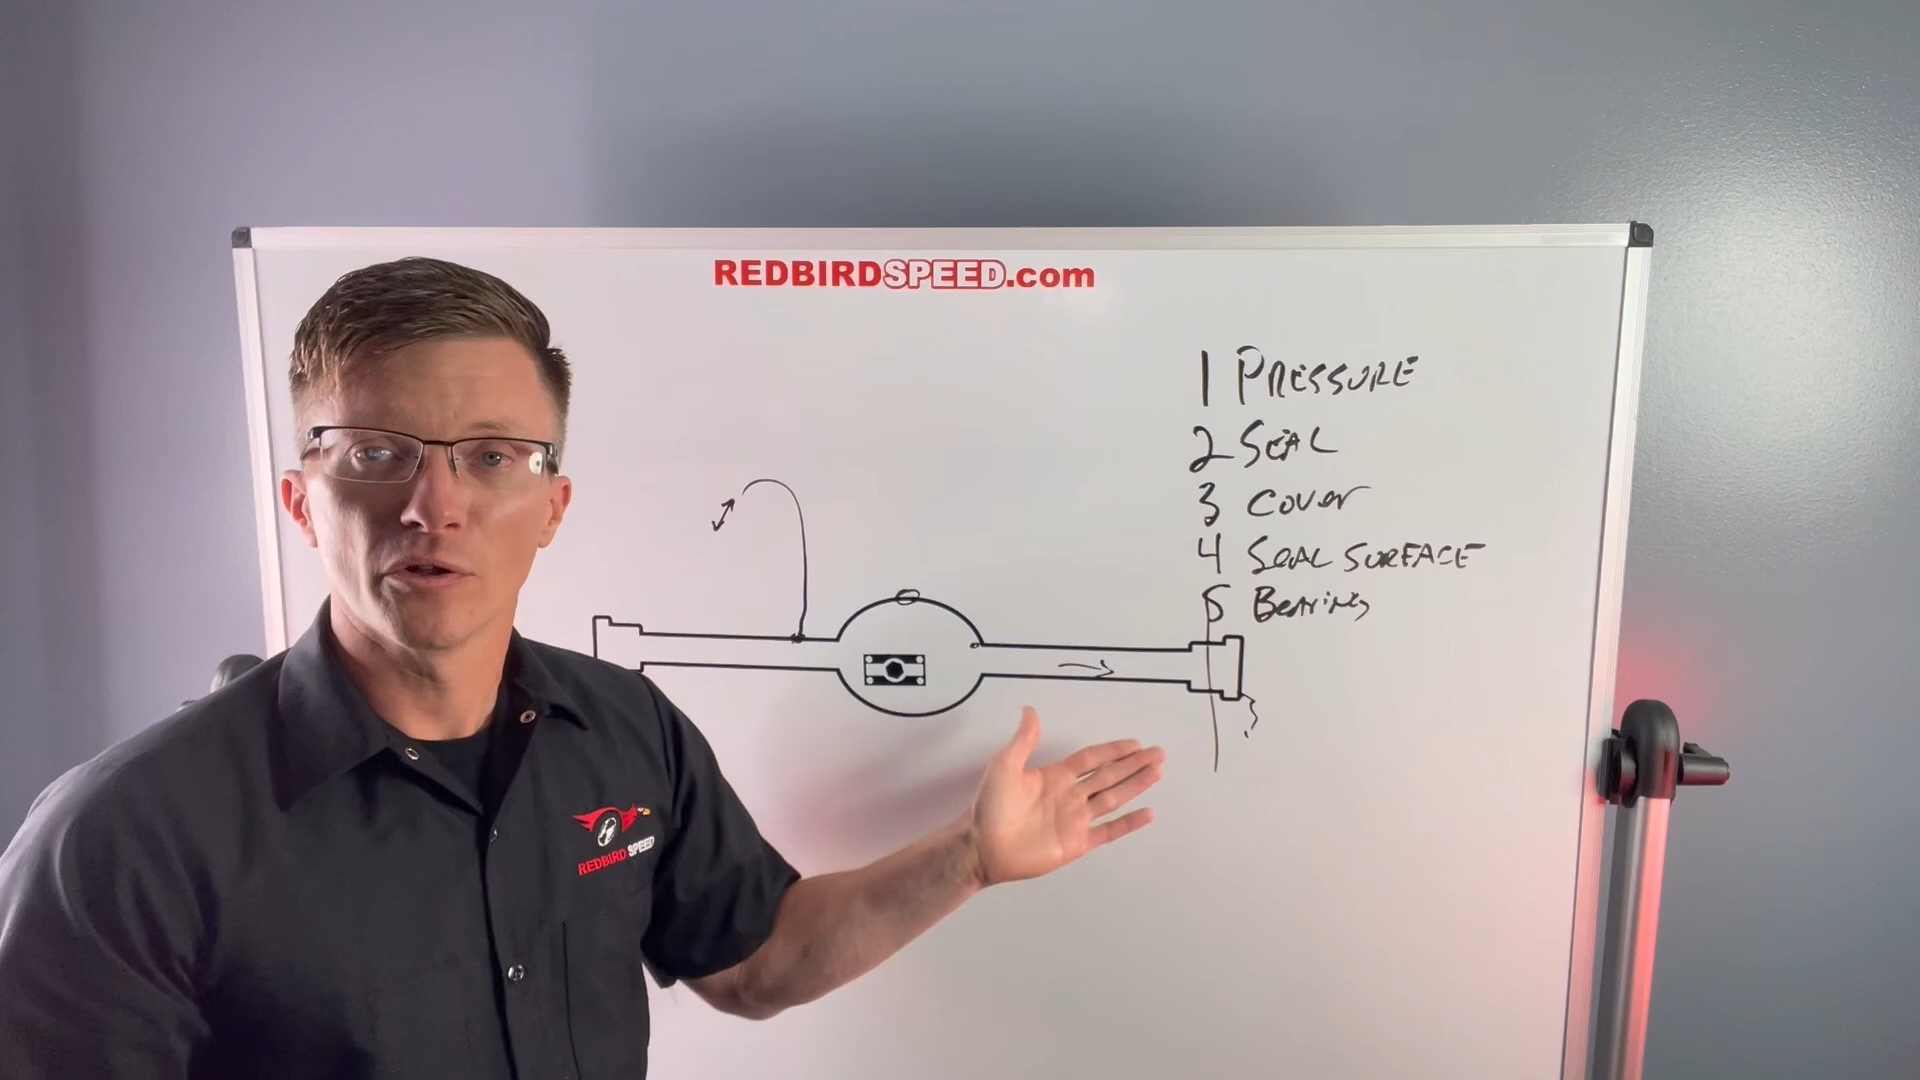 REDBIRDSPEED.com
1 PRESSURE
2 SEAL
3 COVER
4 SEAL SURFACE
5 BEARINGS
REDBIRD SPEED